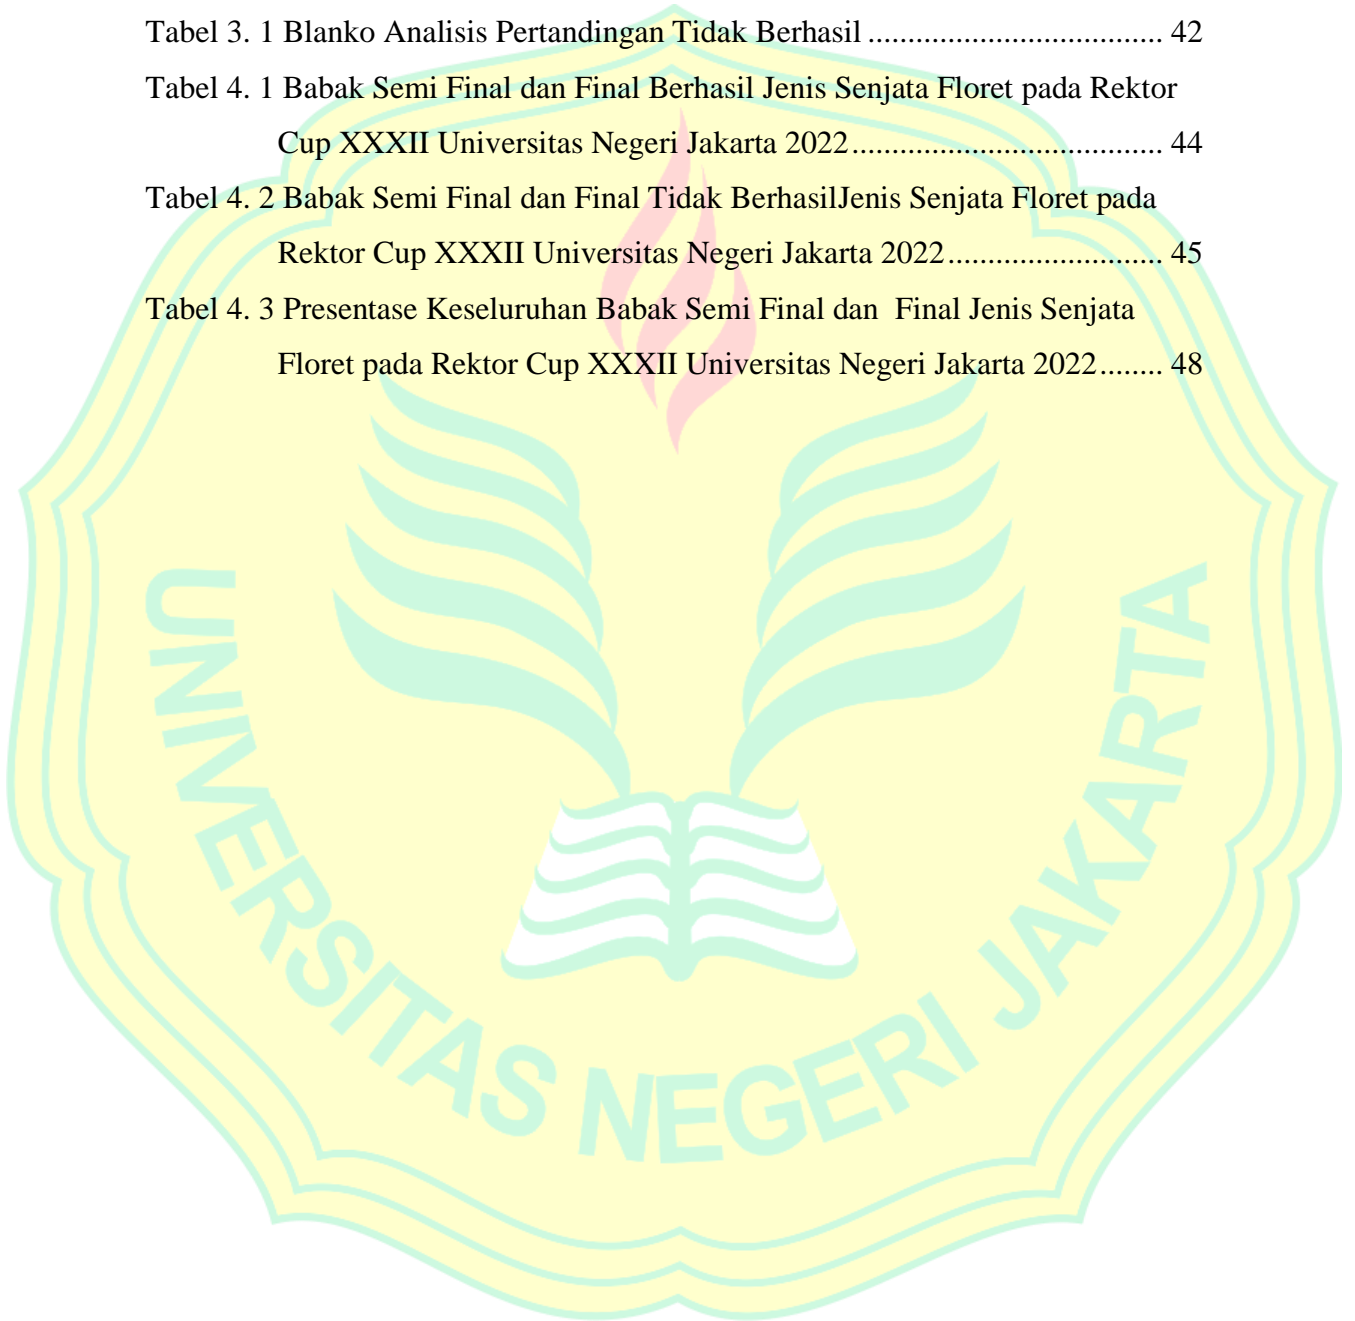 Tabel 3. 1 Blanko Analisis Pertandingan Tidak Berhasil .................................. 42
Tabel 4. 1 Babak Semi Final dan Final Berhasil Jenis Senjata Floret pada Rektor
Cup XXXII Universitas Negeri Jakarta 2022.................................... 44
Tabel 4. 2 Babak Semi Final dan Final Tidak BerhasilJenis Senjata Floret pada
Rektor Cup XXXII Universitas Negeri Jakarta 2022......................... 45
Tabel 4. 3 Presentase Keseluruhan Babak Semi Final dan  Final Jenis Senjata
Floret pada Rektor Cup XXXII Universitas Negeri Jakarta 2022........ 48
UNIVERSITAS NEGERI JAKARTA